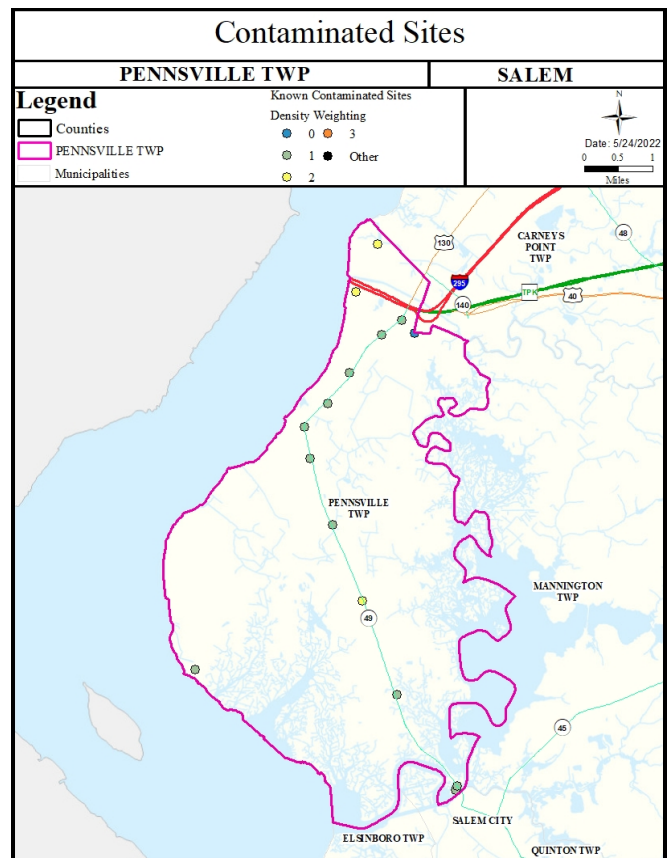 Contaminated Sites
PENNSVILLE TWP
SALEM
Legend
Counties
PENNSVILLE TWP
Municipalities
Known Contaminated Sites
Density Weighting
0 3
1 Other
2
N
Date: 5/24/2022
0 0.5 1
Miles
130
CARNEYS
POINT
TWP
48
295
TPK
40
140
PENNSVILLE
TWP
MANNINGTON
TWP
49
45
SALEM CITY
ELSINBORO TWP
QUINTON TWP